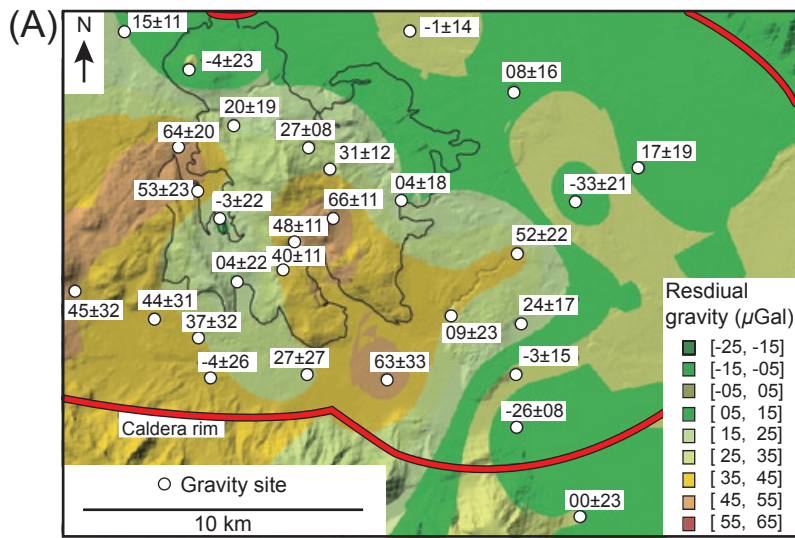 (A)
N
15±11
-1±14
-4±23
08±16
20±19
64±20
27±08
31±12
17±19
53±23
-3±22
04±18
-33±21
66±11
48±11
52±22
40±11
04±22
45±32
44±31
37±32
09±23
24±17
-4±26
27±27
63±33
-3±15
-26±08
00±23
Caldera rim
Gravity site
10 km
Resdiual
gravity (µGal)
[-25, -15]
[-15, -05]
[-05, 05]
[ 05, 15]
[ 15, 25]
[ 25, 35]
[ 35, 45]
[ 45, 55]
[ 55, 65]